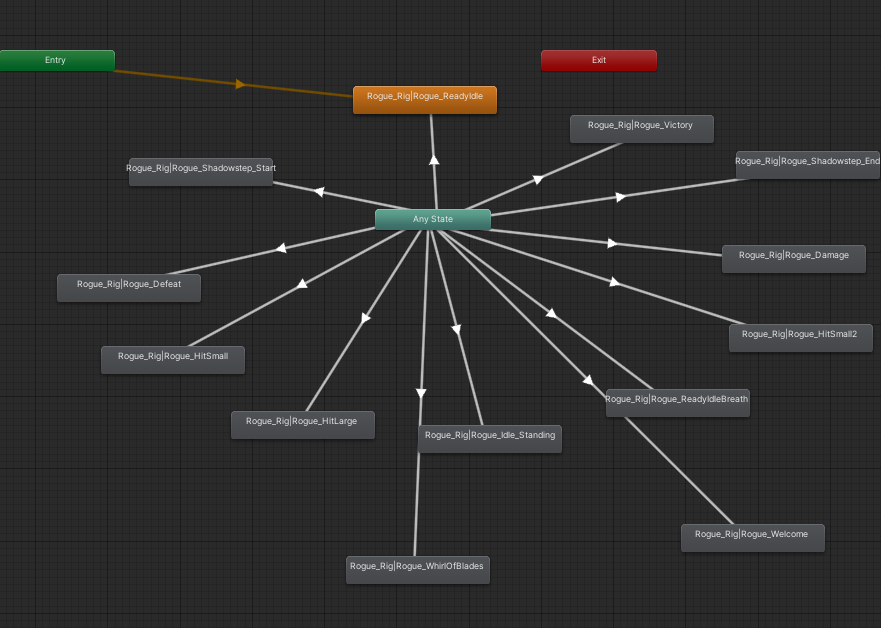 Entry
Exit
Rogue_Rig|Rogue_ReadyIdle
Rogue_Rig|Rogue_Victory
Rogue_Rig|Rogue_Shadowstep_Start
Rogue_Rig|Rogue_Shadowstep_End
Any State
Rogue_Rig|Rogue_Damage
Rogue_Rig|Rogue_Defeat
Rogue_Rig|Rogue_HitSmall2
Rogue_Rig|Rogue_HitSmall
Rogue_Rig|Rogue_ReadyIdleBreath
Rogue_Rig|Rogue_HitLarge
Rogue_Rig|Rogue_Idle_Standing
Rogue_Rig|Rogue_Welcome
Rogue_Rig|Rogue_WhirlOfBlades